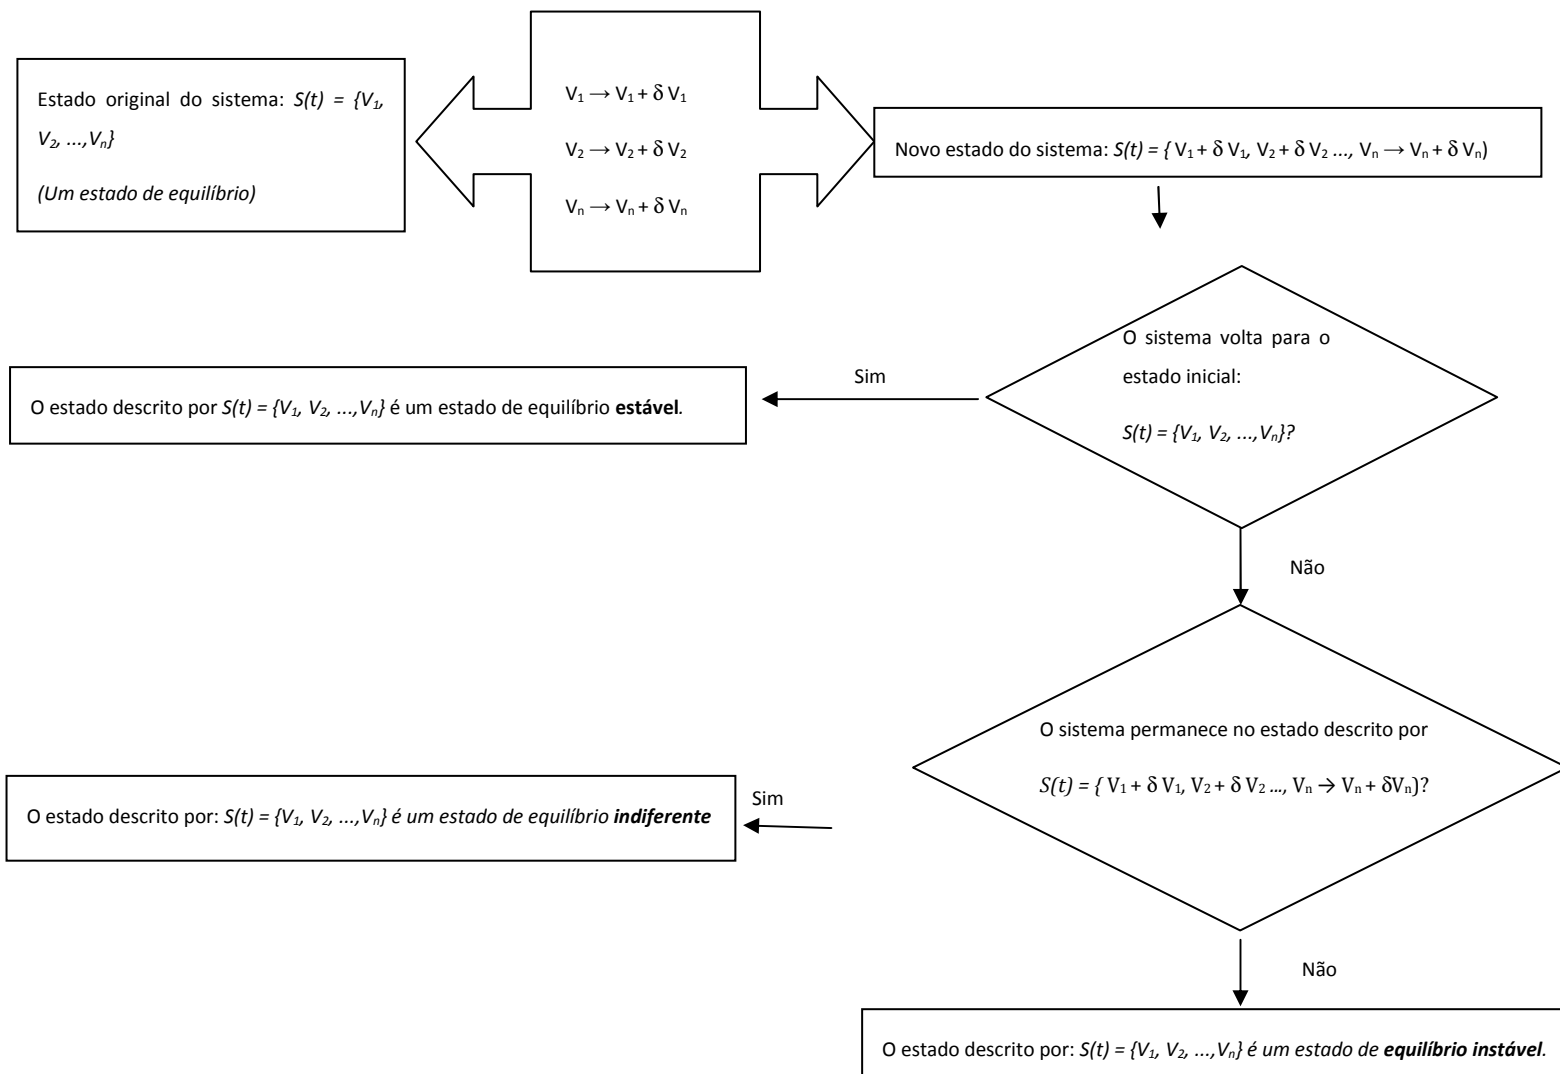 Estado original do sistema: S(t) = {V₁,
V₂, ...,Vₙ}
(Um estado de equilíbrio)
V₁ → V₁ + δ V₁
V₂ → V₂ + δ V₂
Vₙ → Vₙ + δ Vₙ
Novo estado do sistema: S(t) = { V₁ + δ V₁, V₂ + δ V₂ ..., Vₙ → Vₙ + δ Vₙ)
O sistema volta para o
estado inicial:
S(t) = {V₁, V₂, ...,Vₙ}?
Sim
O estado descrito por S(t) = {V₁, V₂, ...,Vₙ} é um estado de equilíbrio estável.
Não
O sistema permanece no estado descrito por
S(t) = { V₁ + δ V₁, V₂ + δ V₂ ..., Vₙ → Vₙ + δVₙ)?
Sim
O estado descrito por: S(t) = {V₁, V₂, ...,Vₙ} é um estado de equilíbrio indiferente
Não
O estado descrito por: S(t) = {V₁, V₂, ...,Vₙ} é um estado de equilíbrio instável.